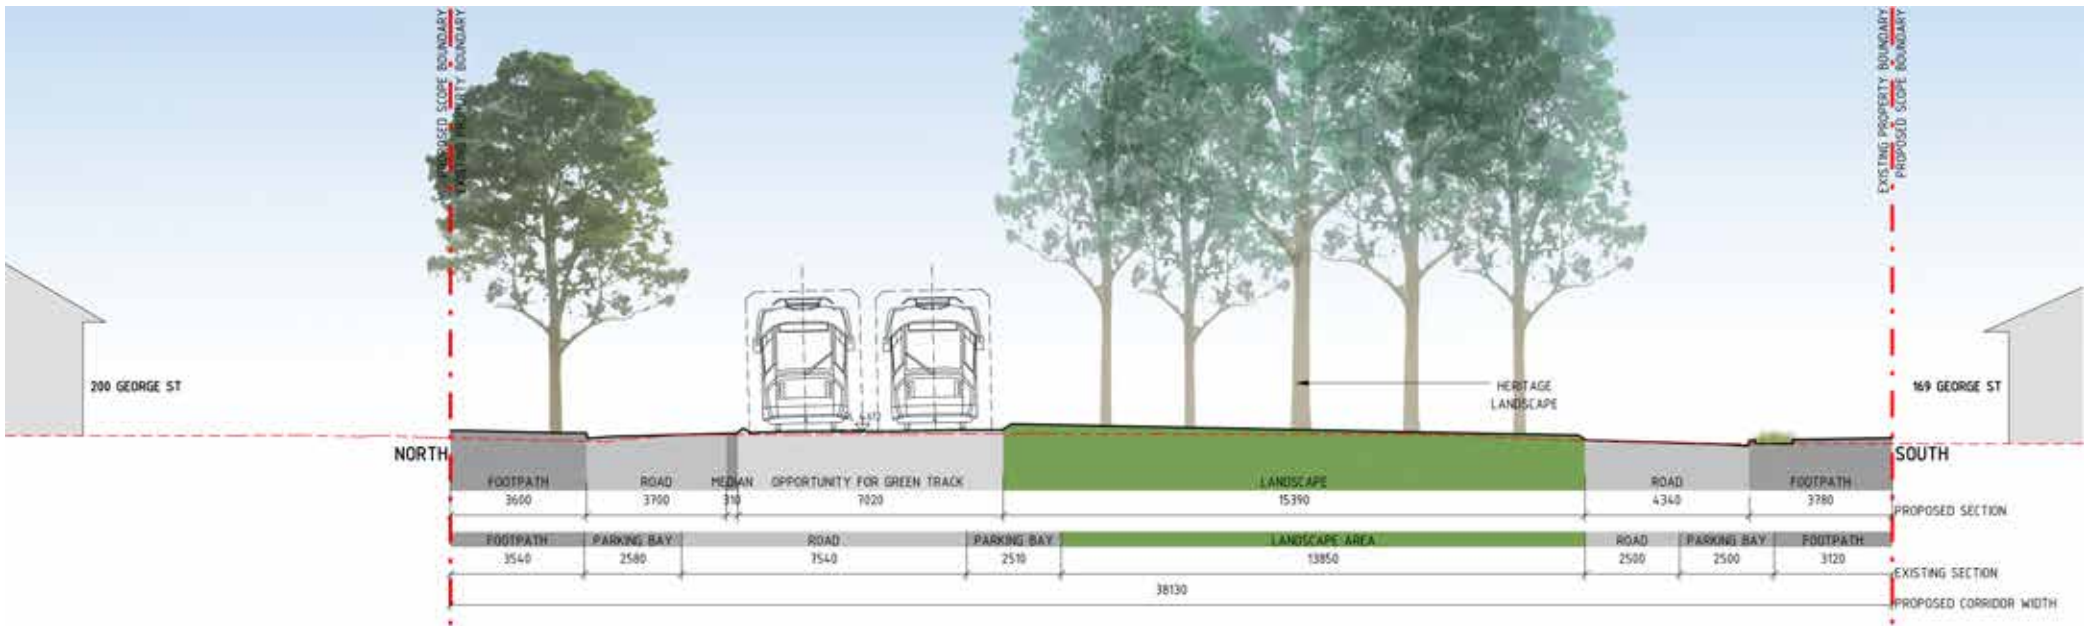 PROPOSED SCOPE BOUNDARY
EXISTING PROPERTY BOUNDARY
EXISTING PROPERTY BOUNDARY
PROPOSED SCOPE BOUNDARY
200 GEORGE ST
HERITAGE
LANDSCAPE
169 GEORGE ST
NORTH
SOUTH
FOOTPATH ROAD MEDIAN OPPORTUNITY FOR GREEN TRACK LANDSCAPE ROAD FOOTPATH
3600 3700 310 7020 15390 4340 3780
PROPOSED SECTION
FOOTPATH PARKING BAY ROAD PARKING BAY LANDSCAPE AREA ROAD PARKING BAY FOOTPATH
3540 2580 7540 2510 13850 2500 2500 3120
EXISTING SECTION
38130
PROPOSED CORRIDOR WIDTH